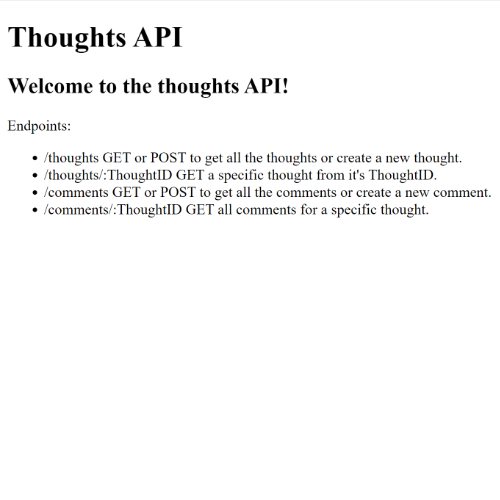 Thoughts API
Welcome to the thoughts API!
Endpoints:
• /thoughts GET or POST to get all the thoughts or create a new thought.
• /thoughts/:ThoughtID GET a specific thought from it's ThoughtID.
• /comments GET or POST to get all the comments or create a new comment.
• /comments/:ThoughtID GET all comments for a specific thought.